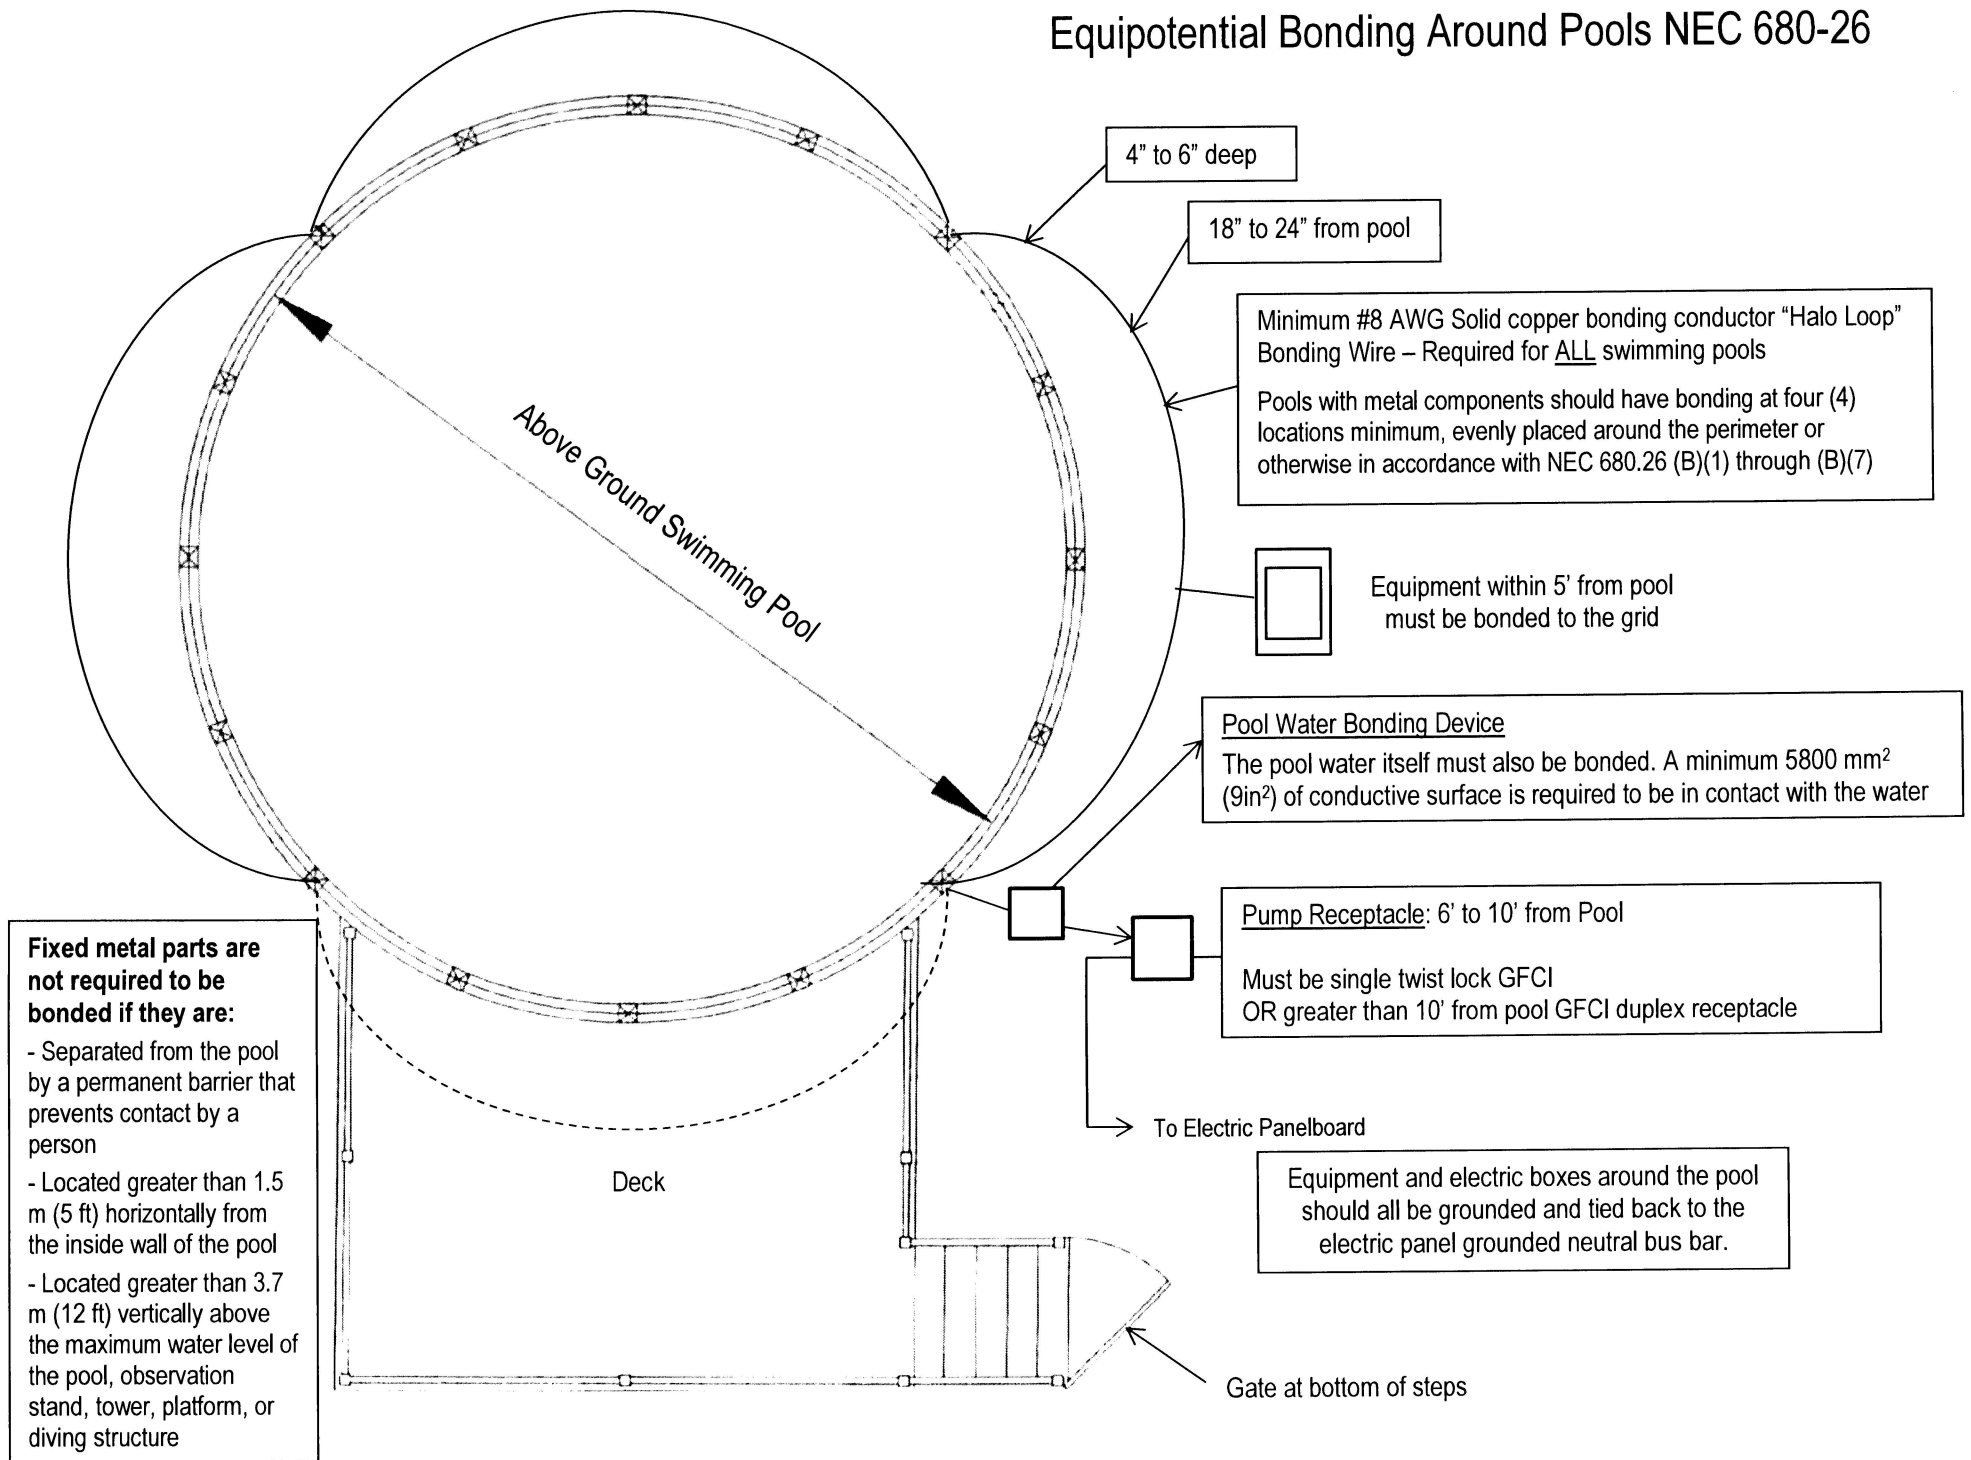 Equipotential Bonding Around Pools NEC 680-26
4” to 6” deep
18” to 24” from pool
Minimum #8 AWG Solid copper bonding conductor “Halo Loop”
Bonding Wire – Required for ALL swimming pools
Pools with metal components should have bonding at four (4)
locations minimum, evenly placed around the perimeter or
otherwise in accordance with NEC 680.26 (B)(1) through (B)(7)
Above Ground Swimming Pool
Equipment within 5’ from pool
must be bonded to the grid
Pool Water Bonding Device
The pool water itself must also be bonded. A minimum 5800 mm²
(9in²) of conductive surface is required to be in contact with the water
Pump Receptacle: 6’ to 10’ from Pool
Must be single twist lock GFCI
OR greater than 10’ from pool GFCI duplex receptacle
Fixed metal parts are
not required to be
bonded if they are:
- Separated from the pool
by a permanent barrier that
prevents contact by a
person
- Located greater than 1.5
m (5 ft) horizontally from
the inside wall of the pool
- Located greater than 3.7
m (12 ft) vertically above
the maximum water level of
the pool, observation
stand, tower, platform, or
diving structure
To Electric Panelboard
Deck
Equipment and electric boxes around the pool
should all be grounded and tied back to the
electric panel grounded neutral bus bar.
Gate at bottom of steps